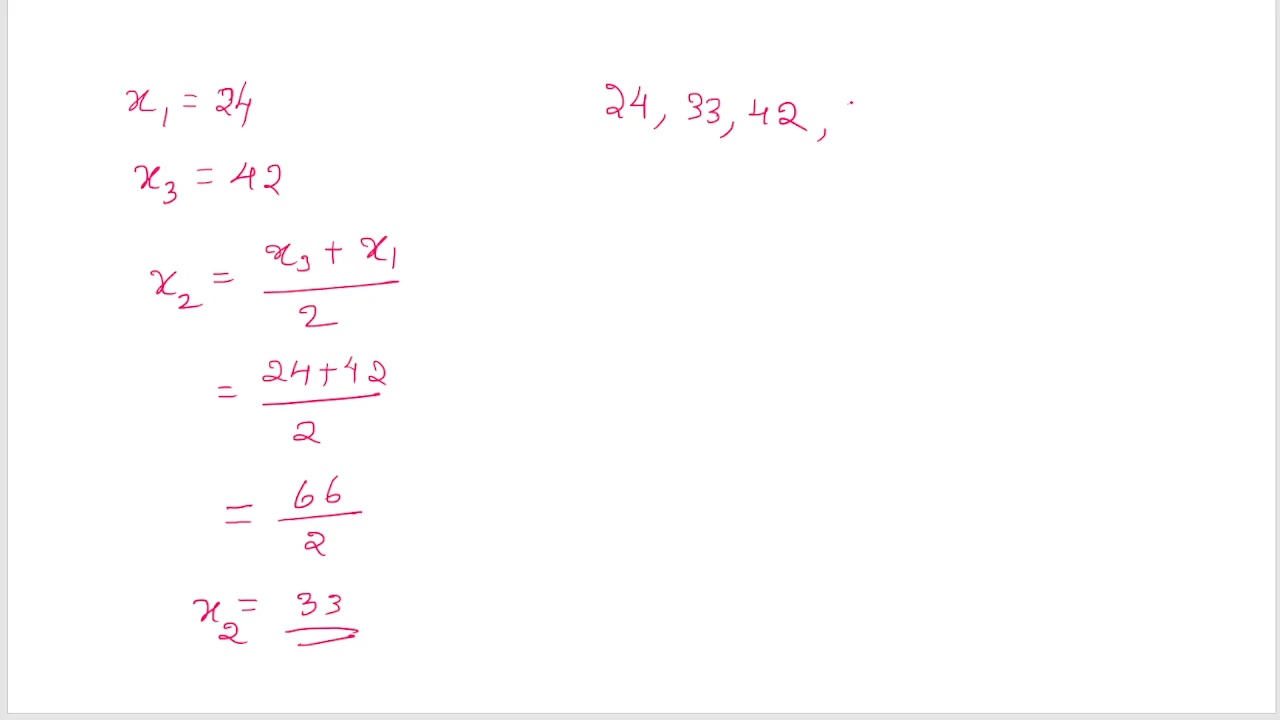 x₁ = 24
x₃ = 42
x₂ = (x₃ + x₁) / 2
= (24+42) / 2
= 66 / 2
x₂ = 33
24, 33, 42,